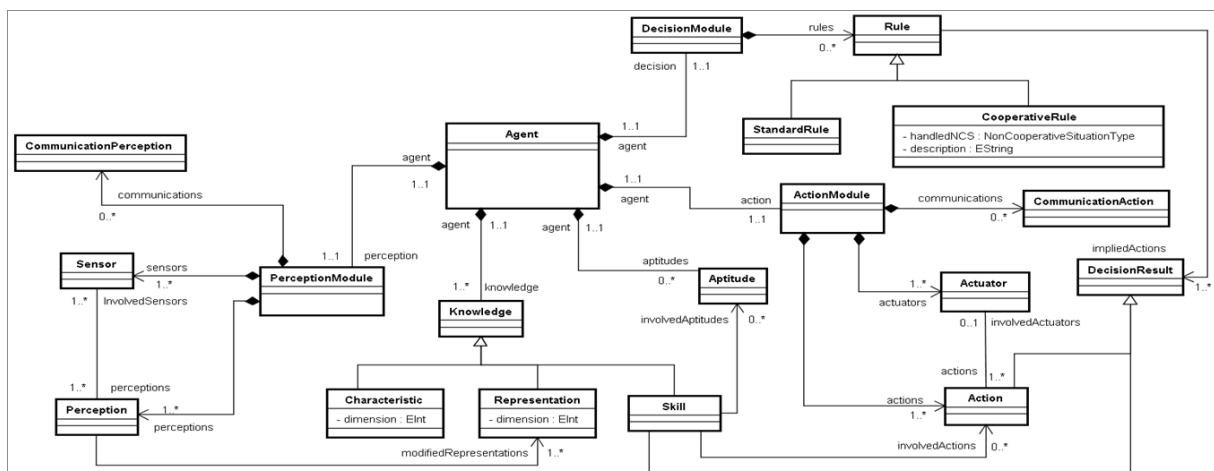 DecisionModule
rules
0..*
Rule
decision
1..1
StandardRule
CooperativeRule
- handledNCS : NonCooperativeSituationType
- description : EString
CommunicationPerception
communications
0..*
Agent
1..1
agent
agent
1..1
1..1
agent
agent
1..1
agent
1..1
action
1..1
ActionModule
communications
0..*
CommunicationAction
impliedActions
DecisionResult
1..*
Sensor
sensors
1..*
1..*
InvolvedSensors
PerceptionModule
1..1
perception
knowledge
1..*
Knowledge
aptitudes
0..*
Aptitude
involvedAptitudes
0..*
1..*
actuators
Actuator
0..1
involvedActuators
1..*
perceptions
Perception
1..*
perceptions
Characteristic
- dimension : EInt
Representation
- dimension : EInt
modifiedRepresentations
1..*
Skill
actions
1..*
actions
1..*
Action
involvedActions
0..*